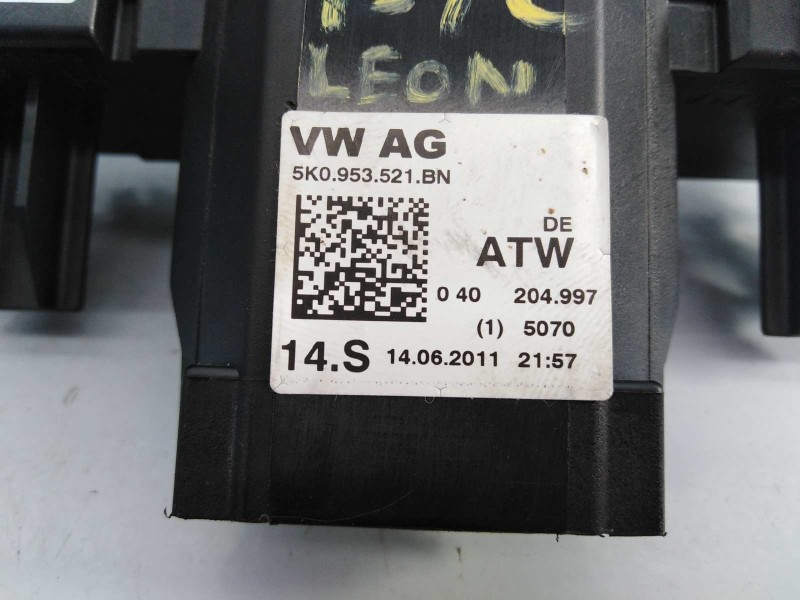 LEON
VW AG
5K0.953.521.BN
DE
ATW
0 40 204.997
(1) 5070
14.S 14.06.2011 21:57